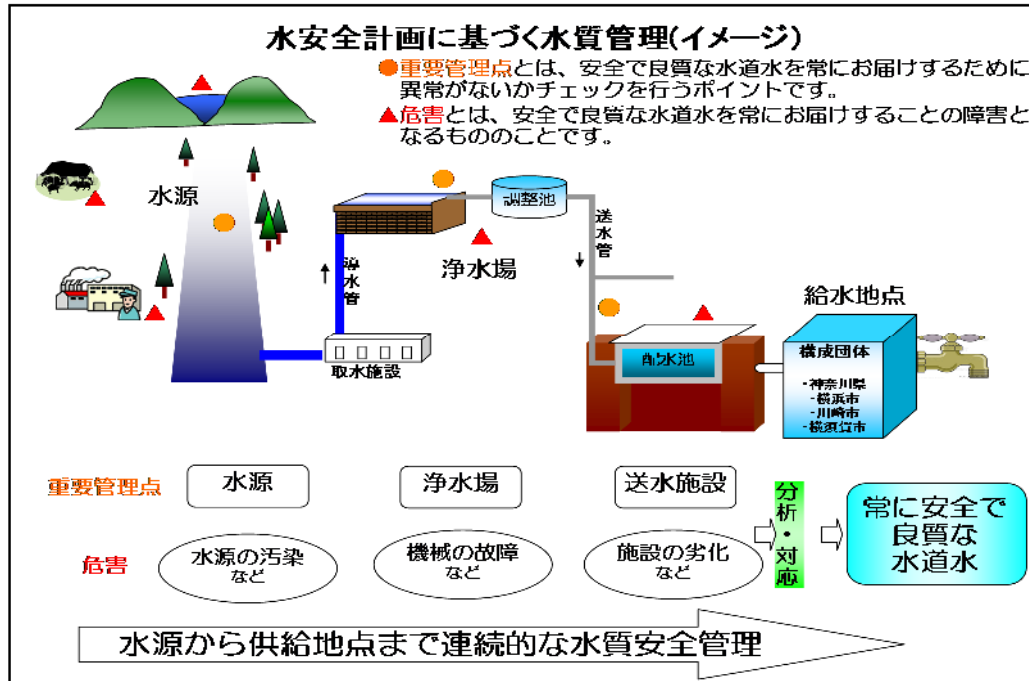 水安全計画に基づく水質管理(イメージ)
重要管理点とは、安全で良質な水道水を常にお届けするために
異常がないかチェックを行うポイントです。
危害とは、安全で良質な水道水を常にお届けすることの障害と
なるもののことです。
水源
導水管
取水施設
浄水場
調整池
送水管
配水池
給水地点
構成団体
・神奈川県
・横浜市
・川崎市
・横須賀市
重要管理点
水源
浄水場
送水施設
危害
水源の汚染
など
機械の故障
など
施設の劣化
など
分析・対応
常に安全で
良質な
水道水
水源から供給地点まで連続的な水質安全管理